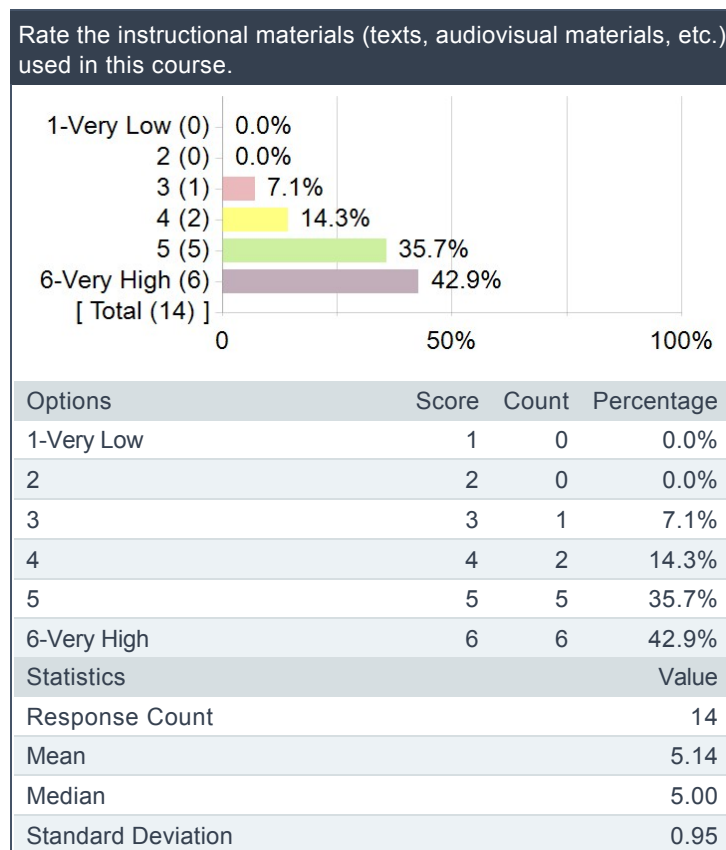 Rate the instructional materials (texts, audiovisual materials, etc.)
used in this course.
1-Very Low (0) 0.0%
2 (0) 0.0%
3 (1) 7.1%
4 (2) 14.3%
5 (5) 35.7%
6-Very High (6) 42.9%
[ Total (14) ]
0 50% 100%
Options Score Count Percentage
1-Very Low 1 0 0.0%
2 2 0 0.0%
3 3 1 7.1%
4 4 2 14.3%
5 5 5 35.7%
6-Very High 6 6 42.9%
Statistics Value
Response Count 14
Mean 5.14
Median 5.00
Standard Deviation 0.95